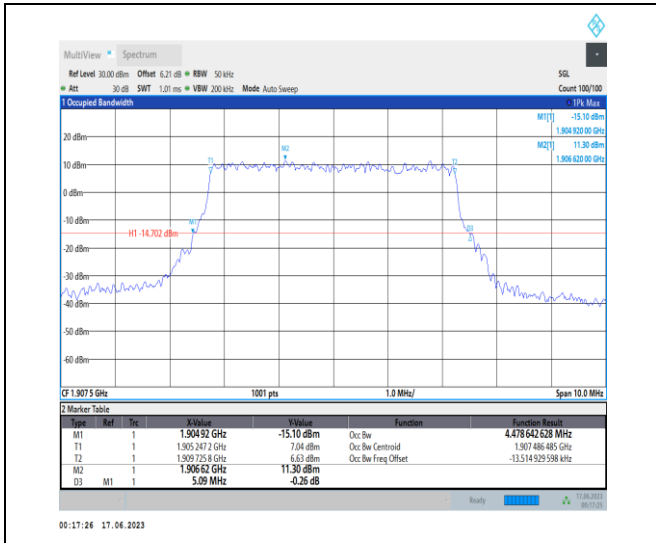 MultiView Spectrum
Ref Level 30.00 dBm Offset 6.21 dB RBW 50 kHz SGL
Att 30 dB SWT 1.01 ms VBW 200 kHz Mode Auto Sweep Count 100/100
1 Occupied Bandwidth 1Pk Max
M1[1] -15.10 dBm
1.904 920 00 GHz
M2[1] 11.30 dBm
1.906 620 00 GHz
20 dBm
M2
T1 T2
10 dBm
0 dBm
-10 dBm
M1
H1 -14.702 dBm D3
-20 dBm
-30 dBm
-40 dBm
-50 dBm
-60 dBm
CF 1.907 5 GHz 1001 pts 1.0 MHz/ Span 10.0 MHz
2 Marker Table
Type Ref Trc X-Value Y-Value Function Function Result
M1 1 1.904 92 GHz -15.10 dBm Occ Bw 4.478 642 628 MHz
T1 1 1.905 247 2 GHz 7.04 dBm Occ Bw Centroid 1.907 486 485 GHz
T2 1 1.909 725 8 GHz 6.63 dBm Occ Bw Freq Offset -13.514 929 598 kHz
M2 1 1.906 62 GHz 11.30 dBm
D3 M1 1 5.09 MHz -0.26 dB
Ready 17.06.2023
00:17:25
00:17:26 17.06.2023